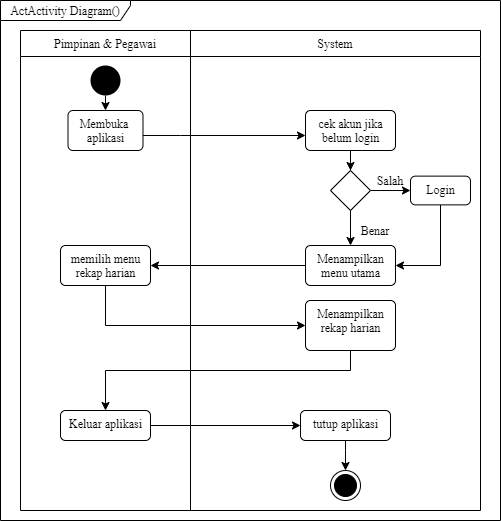 ActActivity Diagram()
Pimpinan & Pegawai
System
Membuka
aplikasi
cek akun jika
belum login
Salah
Login
Benar
Menampilkan
menu utama
memilih menu
rekap harian
Menampilkan
rekap harian
Keluar aplikasi
tutup aplikasi